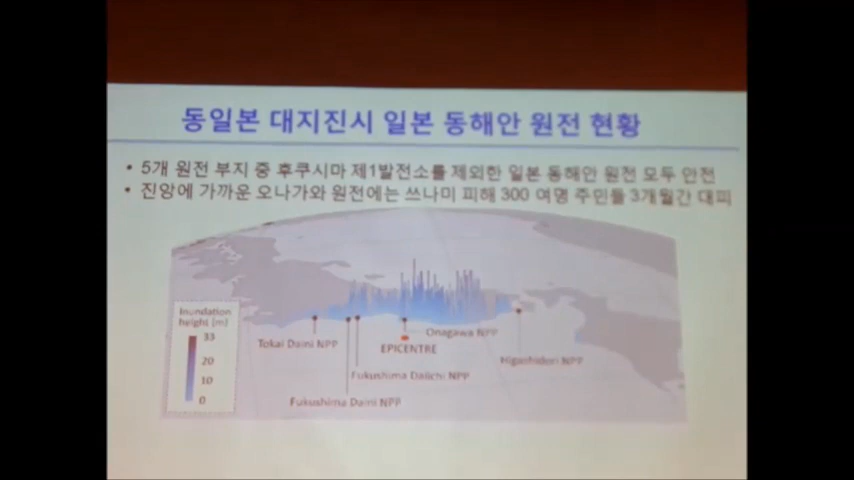 동일본 대지진시 일본 동해안 원전 현황
• 5개 원전 부지 중 후쿠시마 제1발전소를 제외한 일본 동해안 원전 모두 안전
• 진앙에 가까운 오나가와 원전에는 쓰나미 피해 300 여명 주민들 3개월간 대피
Inundation
height (m)
33
20
10
0
Tokai Daini NPP
Onagawa NPP
EPICENTRE
Higashidori NPP
Fukushima Daiichi NPP
Fukushima Daini NPP